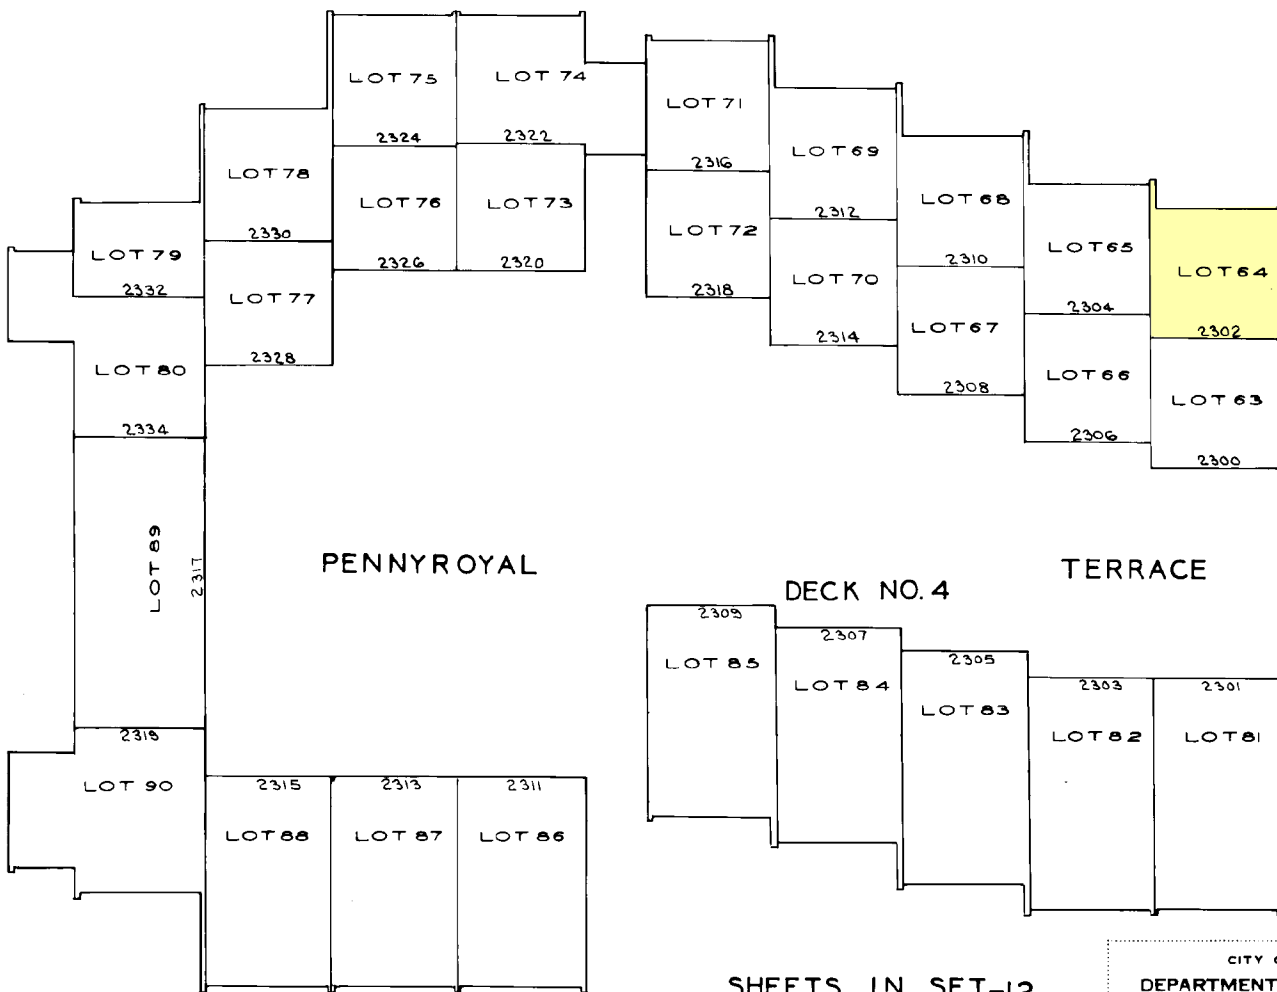 LOT 75
LOT 74
LOT 71
2324
2322
LOT 69
2316
LOT 78
LOT 76
LOT 73
LOT 68
2312
LOT 72
2330
LOT 79
2326
2320
2310
LOT 65
LOT 64
LOT 70
2332
LOT 77
2318
2304
2314
LOT 67
2302
2328
LOT 80
LOT 66
2308
LOT 63
2334
2306
2300
LOT 89
2317
PENNYROYAL
TERRACE
DECK NO. 4
2309
2307
LOT 85
2305
LOT 84
2303
2301
LOT 83
2319
LOT 82
LOT 81
LOT 90
2315
2313
2311
LOT 88
LOT 87
LOT 86
SHEETS IN SET-12
CITY
DEPARTMENT